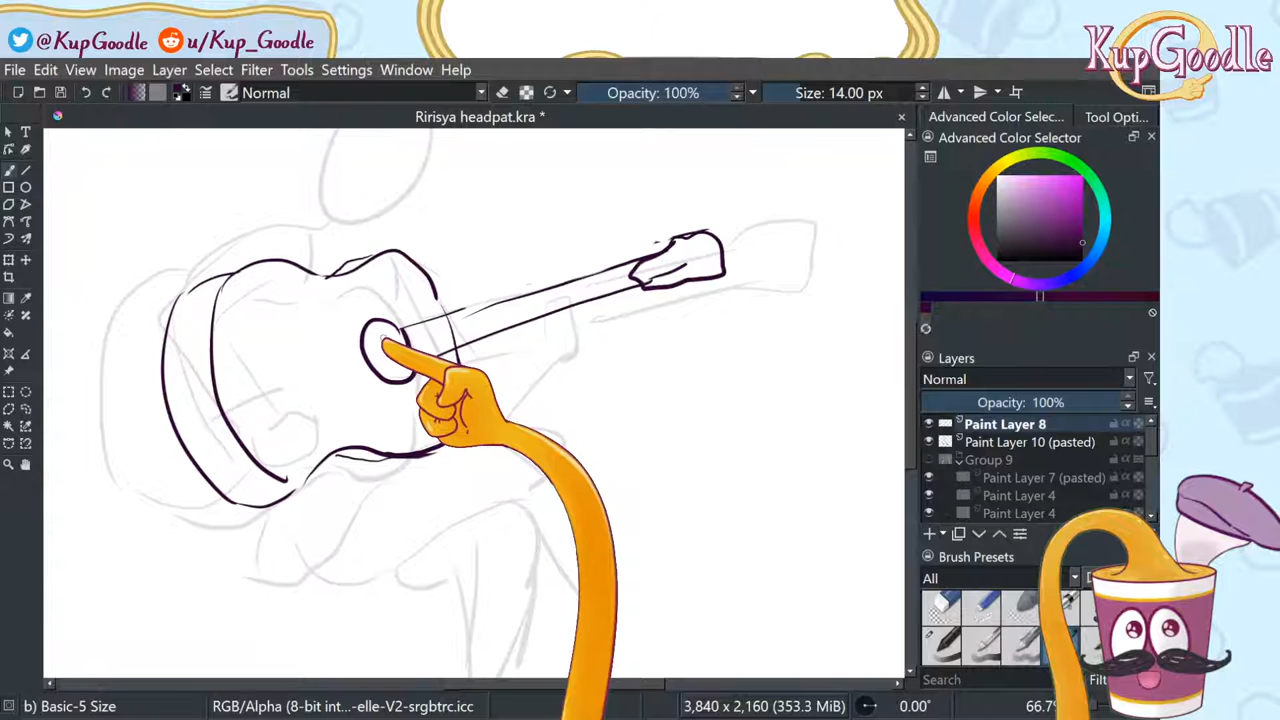 @KupGoodle u/Kup_Goodle
KupGoodle
File Edit View Image Layer Select Filter Tools Settings Window Help
Normal Opacity: 100% Size: 14.00 px
Ririsya headpat.kra *
Advanced Color Selec... Tool Opti...
Advanced Color Selector
Layers
Normal
Opacity: 100%
Paint Layer 8
Paint Layer 10 (pasted)
Group 9
Paint Layer 7 (pasted)
Paint Layer 4
Paint Layer 4
Brush Presets
All
Search
b) Basic-5 Size RGB/Alpha (8-bit int...-elle-V2-srgbtrc.icc 3,840 x 2,160 (353.3 MiB) 0.00° 66.7%